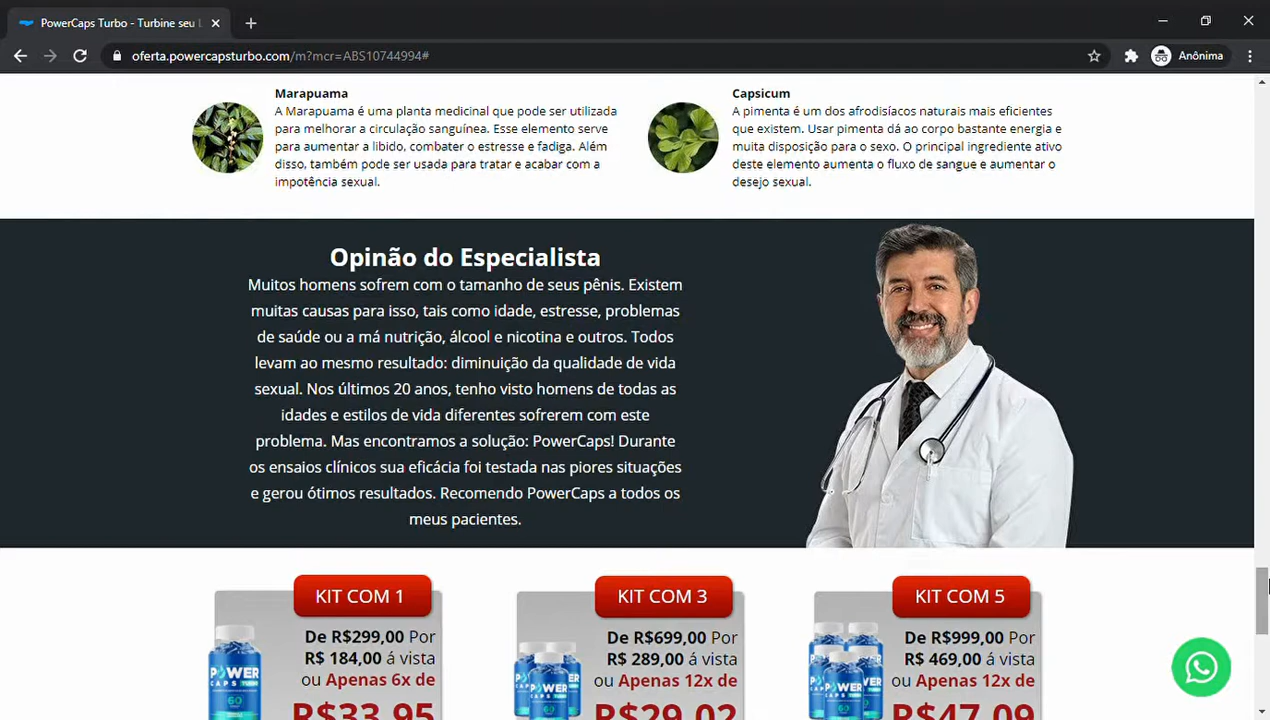 PowerCaps Turbo - Turbine seu
oferta.powercapsturbo.com/m?mcr=ABS10744994#
Anônima
Marapuama
A Marapuama é uma planta medicinal que pode ser utilizada
para melhorar a circulação sanguínea. Esse elemento serve
para aumentar a libido, combater o estresse e fadiga. Além
disso, também pode ser usada para tratar e acabar com a
impotência sexual.
Capsicum
A pimenta é um dos afrodisíacos naturais mais eficientes
que existem. Usar pimenta dá ao corpo bastante energia e
muita disposição para o sexo. O principal ingrediente ativo
deste elemento aumenta o fluxo de sangue e aumentar o
desejo sexual.
Opinão do Especialista
Muitos homens sofrem com o tamanho de seus pênis. Existem
muitas causas para isso, tais como idade, estresse, problemas
de saúde ou a má nutrição, álcool e nicotina e outros. Todos
levam ao mesmo resultado: diminuição da qualidade de vida
sexual. Nos últimos 20 anos, tenho visto homens de todas as
idades e estilos de vida diferentes sofrerem com este
problema. Mas encontramos a solução: PowerCaps! Durante
os ensaios clínicos sua eficácia foi testada nas piores situações
e gerou ótimos resultados. Recomendo PowerCaps a todos os
meus pacientes.
KIT COM 1
De R$299,00 Por
R$ 184,00 á vista
ou Apenas 6x de
R$33,95
POWER
CAPS TURBO
60
KIT COM 3
De R$699,00 Por
R$ 289,00 á vista
ou Apenas 12x de
R$29,02
POWER
CAPS
KIT COM 5
De R$999,00 Por
R$ 469,00 á vista
ou Apenas 12x de
R$47,09
POWER
CAPS